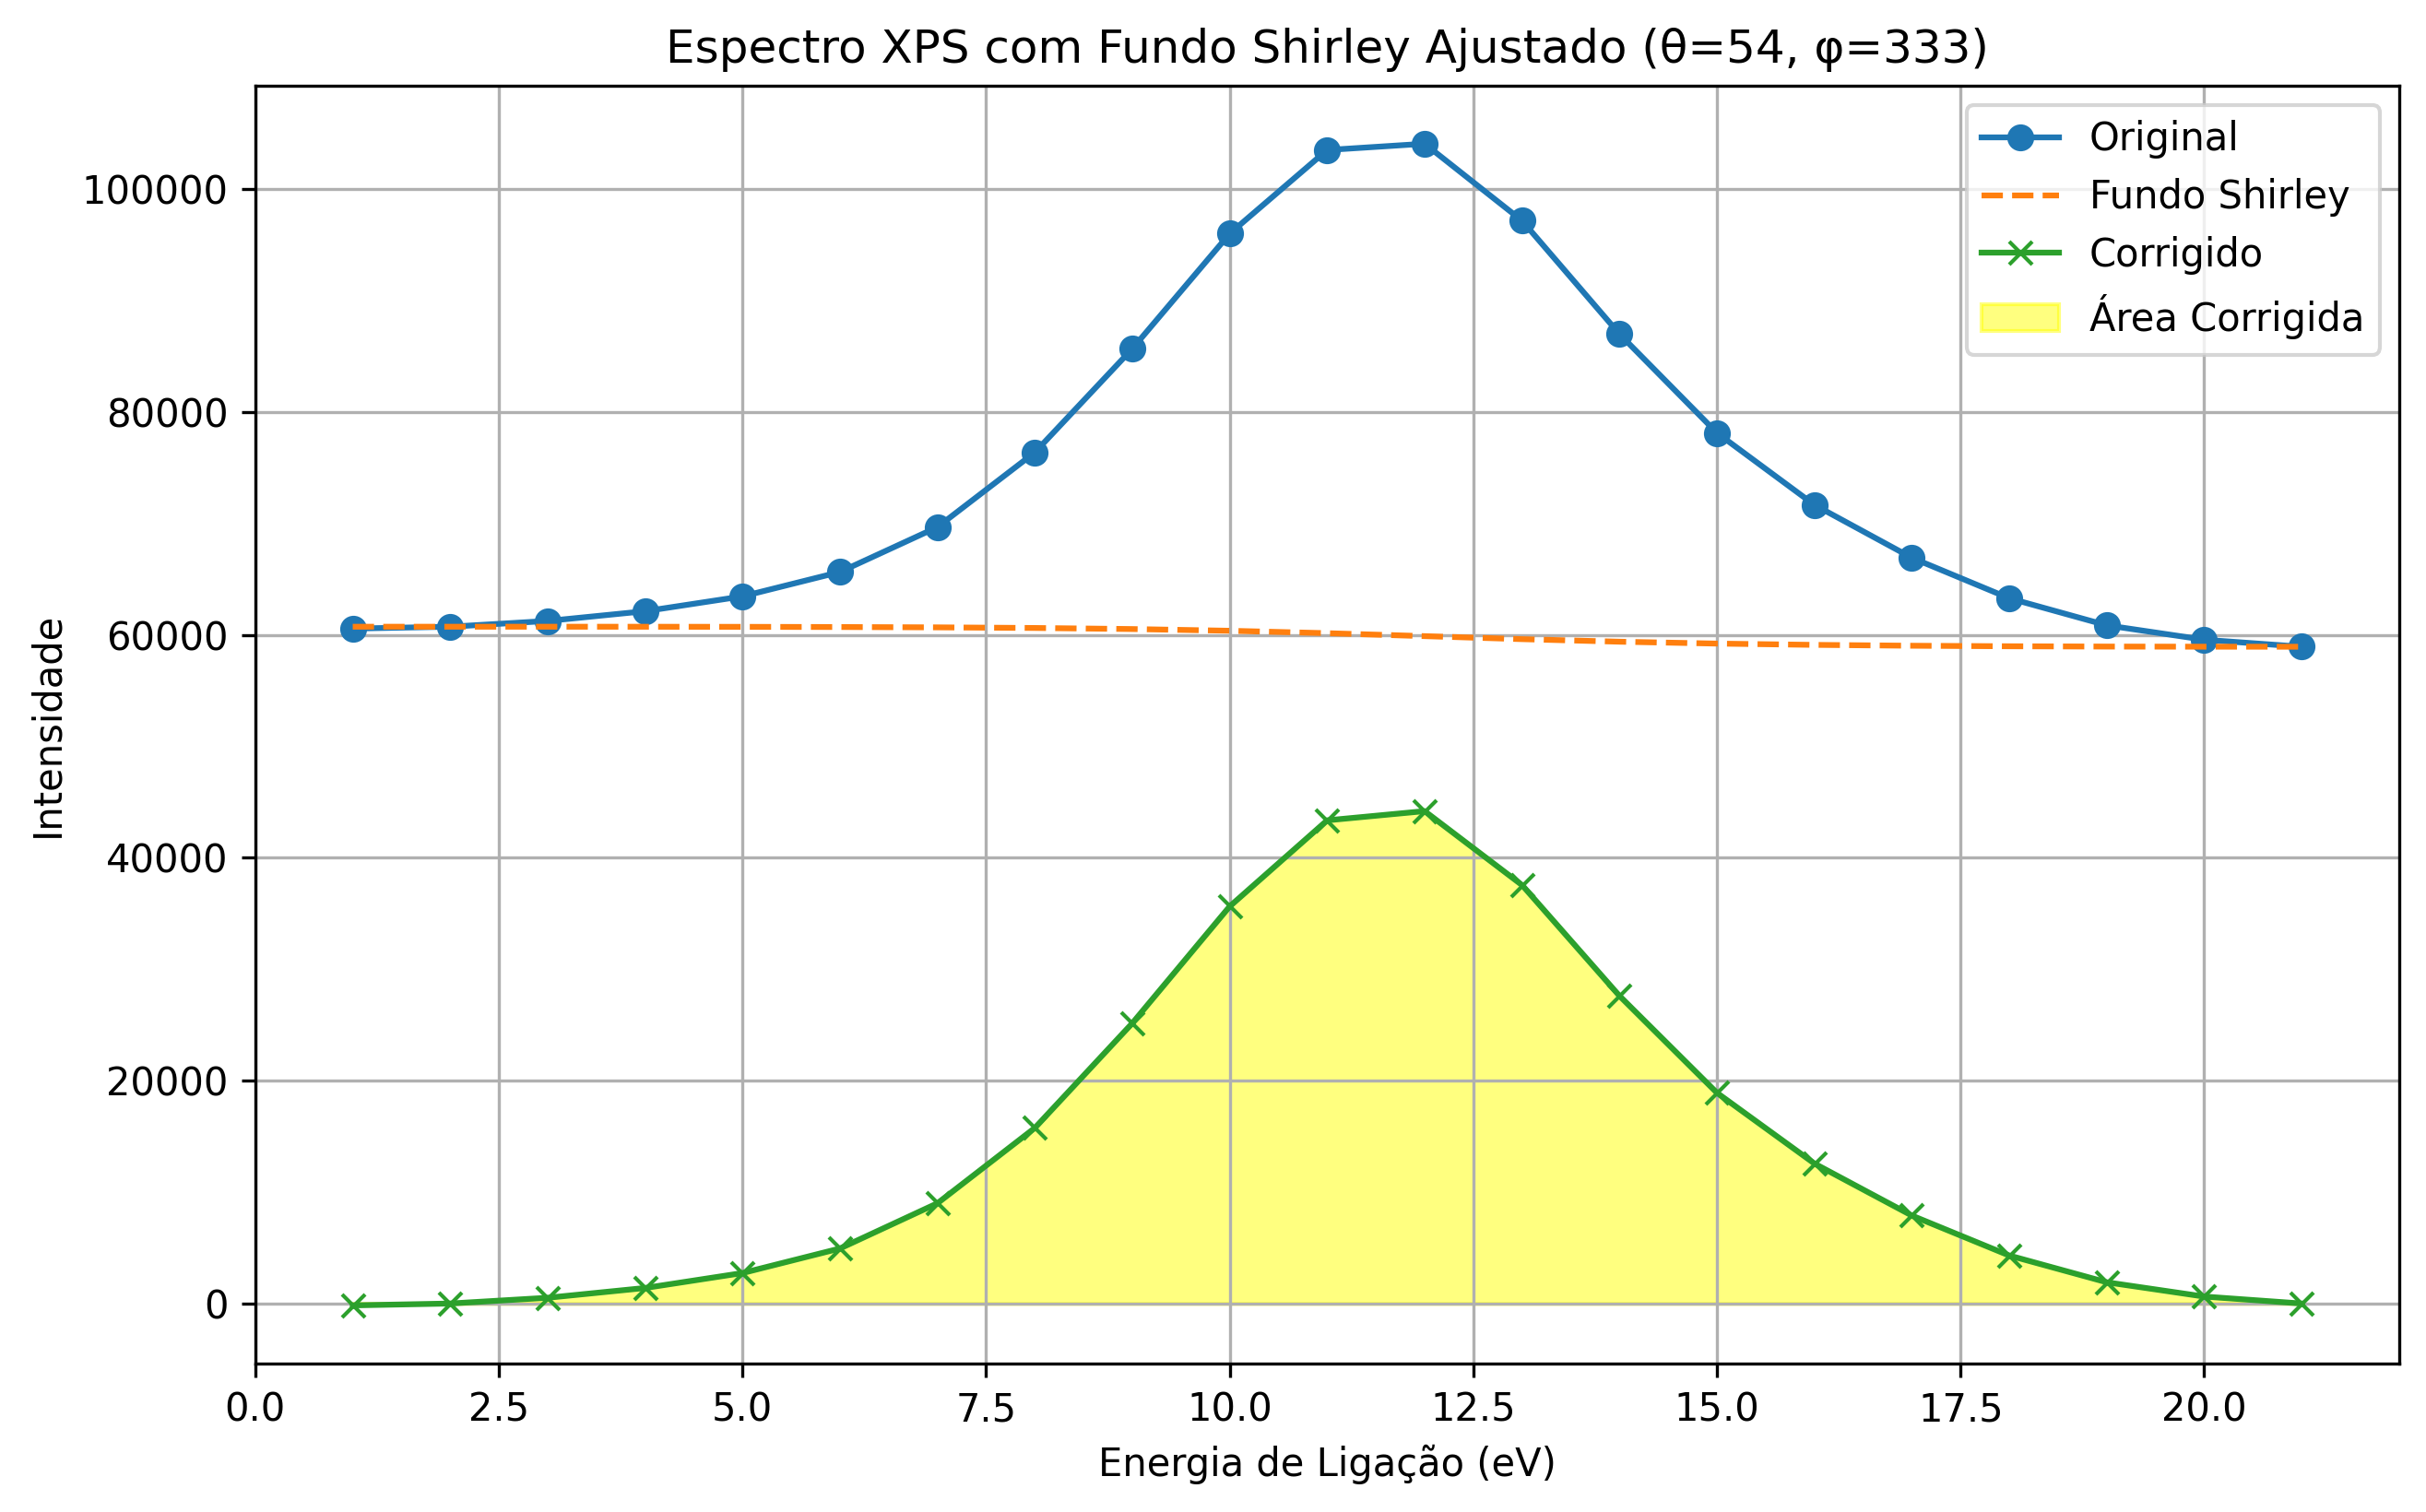 Espectro XPS com Fundo Shirley Ajustado (θ=54, φ=333)
Original
Fundo Shirley
Corrigido
Área Corrigida
Intensidade
100000
80000
60000
40000
20000
0
0.0 2.5 5.0 7.5 10.0 12.5 15.0 17.5 20.0
Energia de Ligação (eV)